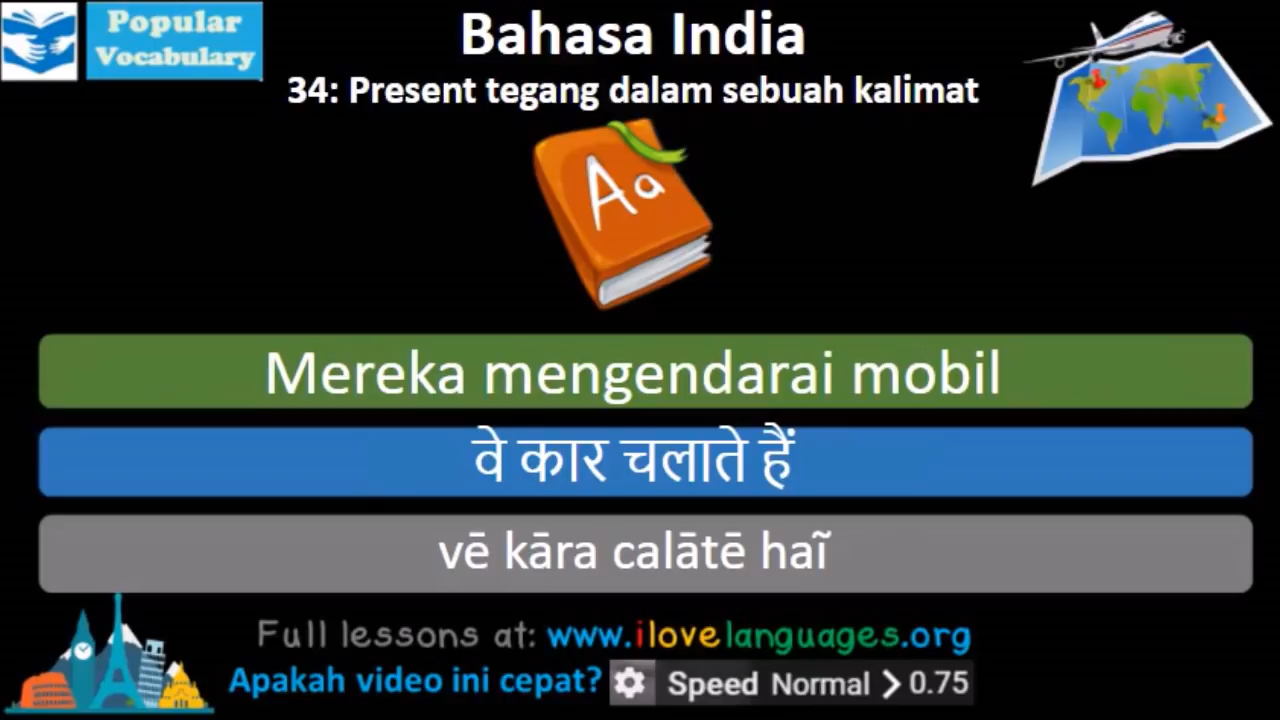 Popular
Vocabulary
Bahasa India
34: Present tegang dalam sebuah kalimat
Aa
Mereka mengendarai mobil
वे कार चलाते हैं
vē kāra calātē haĩ
Full lessons at: www.ilovelanguages.org
Apakah video ini cepat? Speed Normal > 0.75